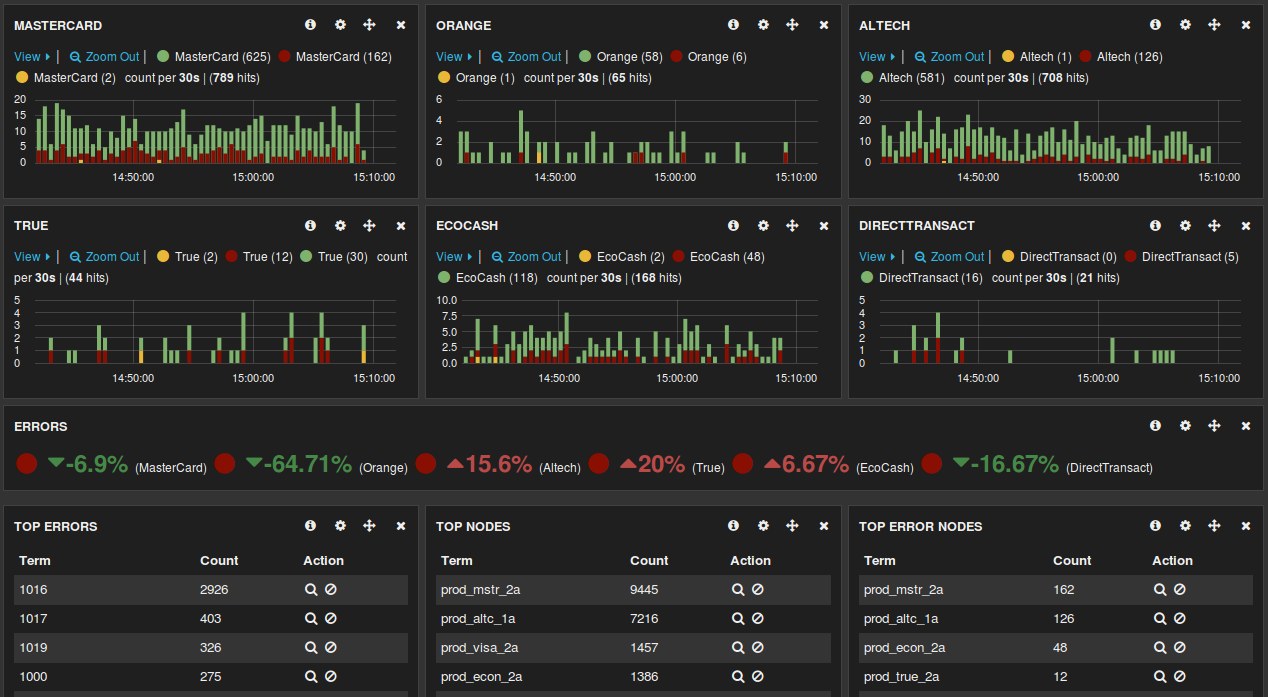 MASTERCARD
View | Zoom Out | MasterCard (625) MasterCard (162)
MasterCard (2) count per 30s | (789 hits)
20
15
10
5
0
14:50:00 15:00:00 15:10:00
ORANGE
View | Zoom Out | Orange (58) Orange (6)
Orange (1) count per 30s | (65 hits)
6
4
2
0
14:50:00 15:00:00 15:10:00
ALTECH
View | Zoom Out | Altech (1) Altech (126)
Altech (581) count per 30s | (708 hits)
30
20
10
0
14:50:00 15:00:00 15:10:00
TRUE
View | Zoom Out | True (2) True (12) True (30) count
per 30s | (44 hits)
5
4
3
2
1
0
14:50:00 15:00:00 15:10:00
ECOCASH
View | Zoom Out | EcoCash (2) EcoCash (48)
EcoCash (118) count per 30s | (168 hits)
10.0
7.5
5.0
2.5
0.0
14:50:00 15:00:00 15:10:00
DIRECTTRANSACT
View | Zoom Out | DirectTransact (0) DirectTransact (5)
DirectTransact (16) count per 30s | (21 hits)
5
4
3
2
1
0
14:50:00 15:00:00 15:10:00
ERRORS
-6.9% (MasterCard) -64.71% (Orange) 15.6% (Altech) 20% (True) 6.67% (EcoCash) -16.67% (DirectTransact)
TOP ERRORS
Term Count Action
1016 2926
1017 403
1019 326
1000 275
TOP NODES
Term Count Action
prod_mstr_2a 9445
prod_altc_1a 7216
prod_visa_2a 1457
prod_econ_2a 1386
TOP ERROR NODES
Term Count Action
prod_mstr_2a 162
prod_altc_1a 126
prod_econ_2a 48
prod_true_2a 12